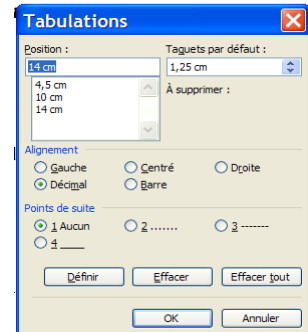 Tabulations
Position :
Taquets par défaut :
14 cm
1,25 cm
4,5 cm
10 cm
14 cm
À supprimer :
Alignement
Gauche
Centré
Droite
Décimal
Barre
Points de suite
1 Aucun
2 .......
3 -------
4 ____
Définir
Effacer
Effacer tout
OK
Annuler